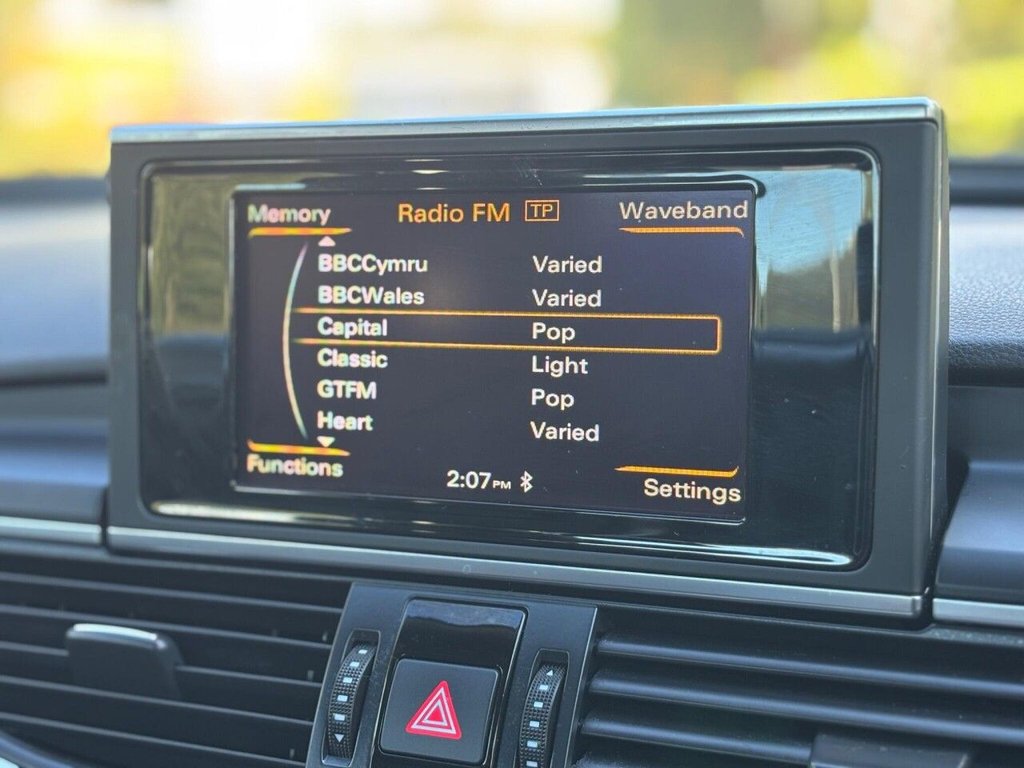 Memory Radio FM TP Waveband
BBCCymru Varied
BBCWales Varied
Capital Pop
Classic Light
GTFM Pop
Heart Varied
Functions 2:07PM Settings